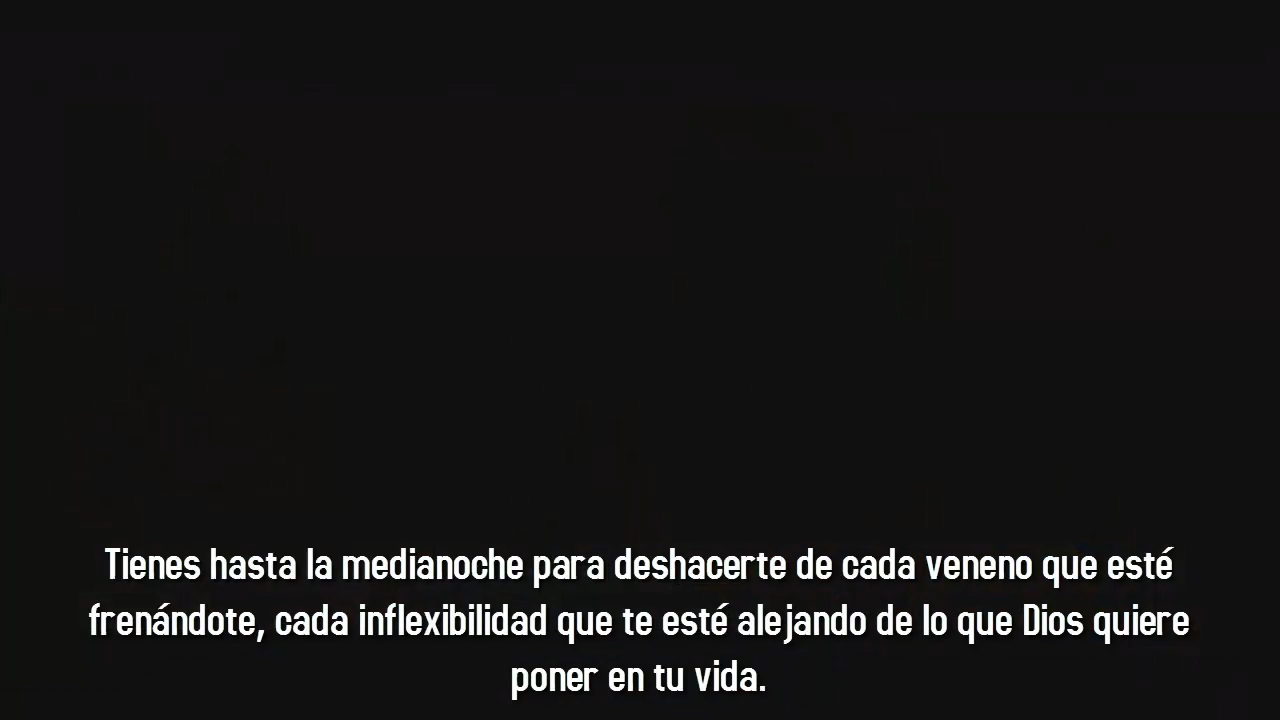 Tienes hasta la medianoche para deshacerte de cada veneno que esté
frenándote, cada inflexibilidad que te esté alejando de lo que Dios quiere
poner en tu vida.